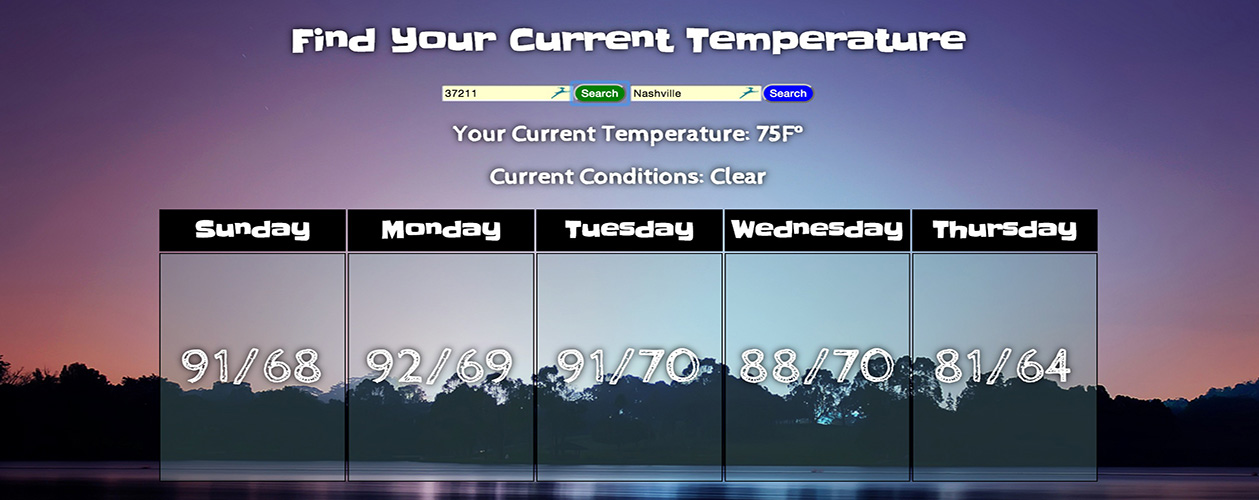 Find Your Current Temperature
37211 Search Nashville Search
Your Current Temperature: 75F°
Current Conditions: Clear
Sunday Monday Tuesday Wednesday Thursday
91/68 92/69 91/70 88/70 81/64